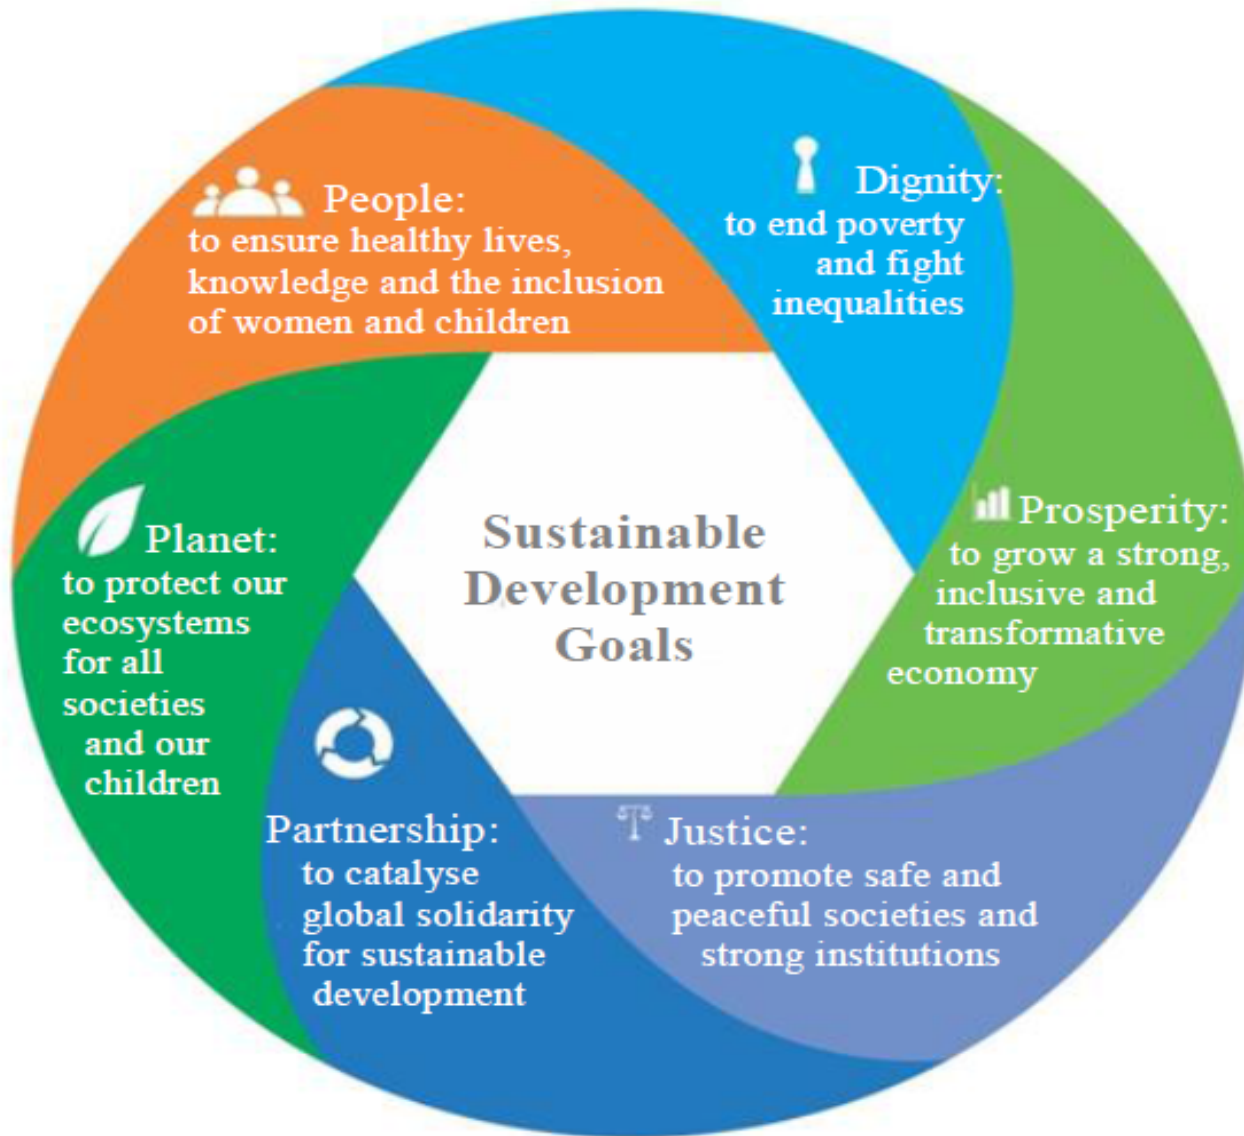 People:
to ensure healthy lives,
knowledge and the inclusion
of women and children
Dignity:
to end poverty
and fight
inequalities
Prosperity:
to grow a strong,
inclusive and
transformative
economy
Justice:
to promote safe and
peaceful societies and
strong institutions
Partnership:
to catalyse
global solidarity
for sustainable
development
Planet:
to protect our
ecosystems
for all
societies
and our
children
Sustainable
Development
Goals